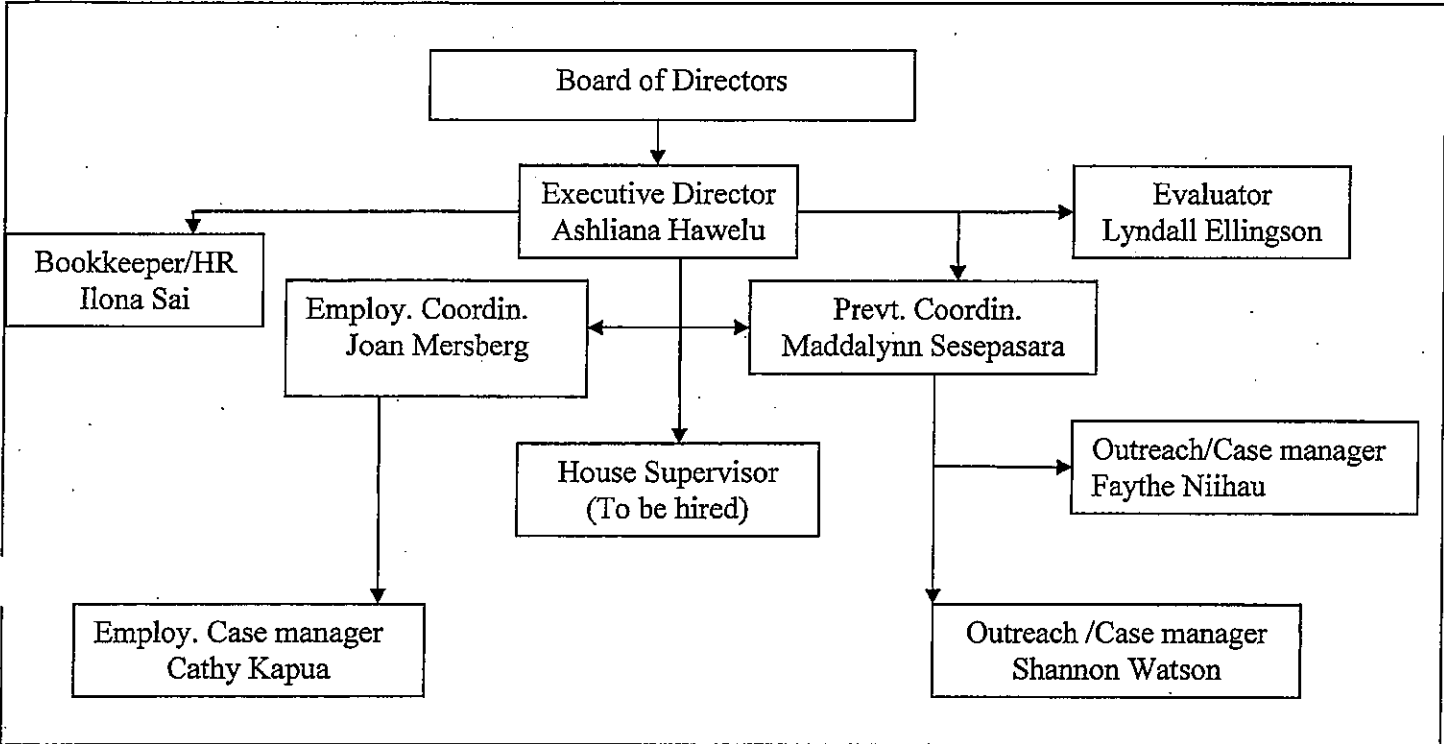 Board of Directors
Executive Director
Ashliana Hawelu
Evaluator
Lyndall Ellingson
Bookkeeper/HR
Ilona Sai
Employ. Coordin.
Joan Mersberg
Prevt. Coordin.
Maddalynn Sesepasara
House Supervisor
(To be hired)
Outreach/Case manager
Faythe Niihau
Employ. Case manager
Cathy Kapua
Outreach /Case manager
Shannon Watson